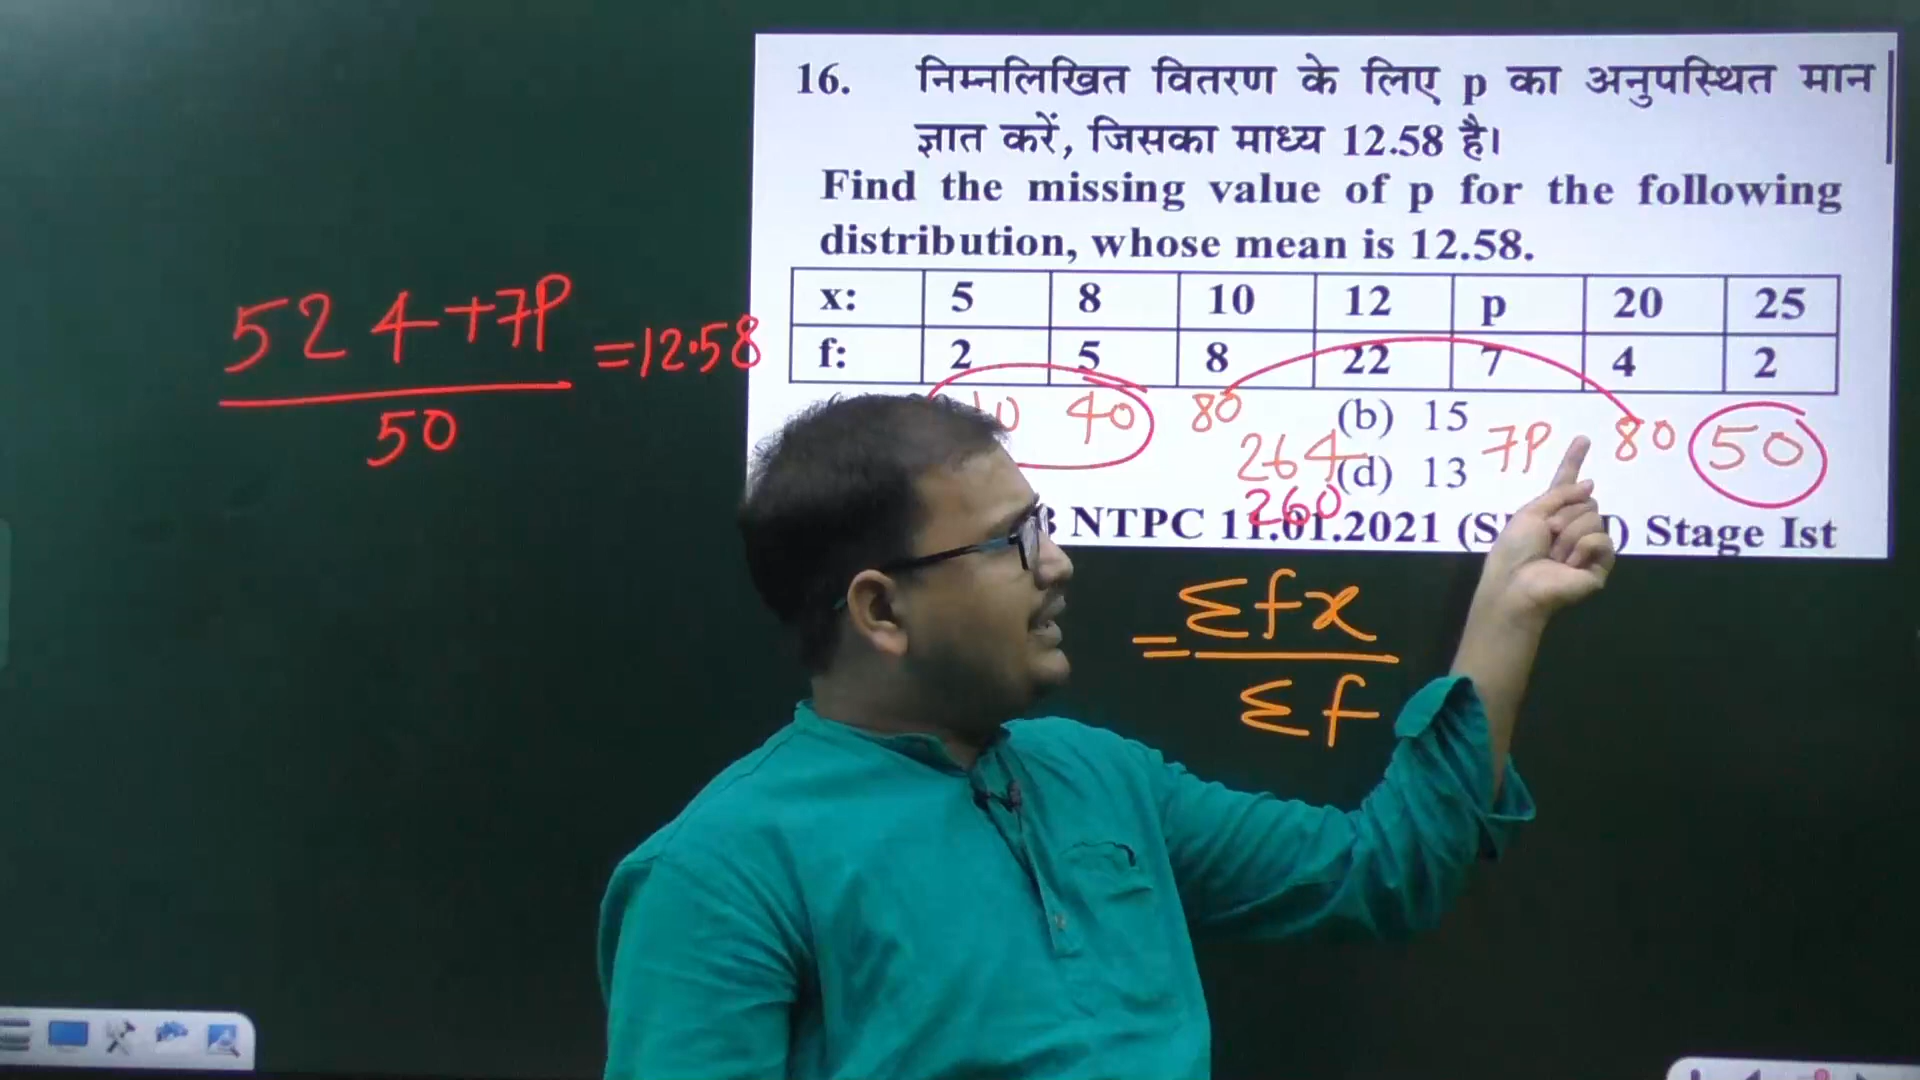 16. निम्नलिखित वितरण के लिए p का अनुपस्थित मान
ज्ञात करें, जिसका माध्य 12.58 है।
Find the missing value of p for the following
distribution, whose mean is 12.58.
x: 5 8 10 12 p 20 25
f: 2 5 8 22 7 4 2
40 80 (b) 15
264 7P 80 50
(d) 13
260
NTPC 11.01.2021 Stage Ist
524+7P
=12.58
50
=Σfx
Σf